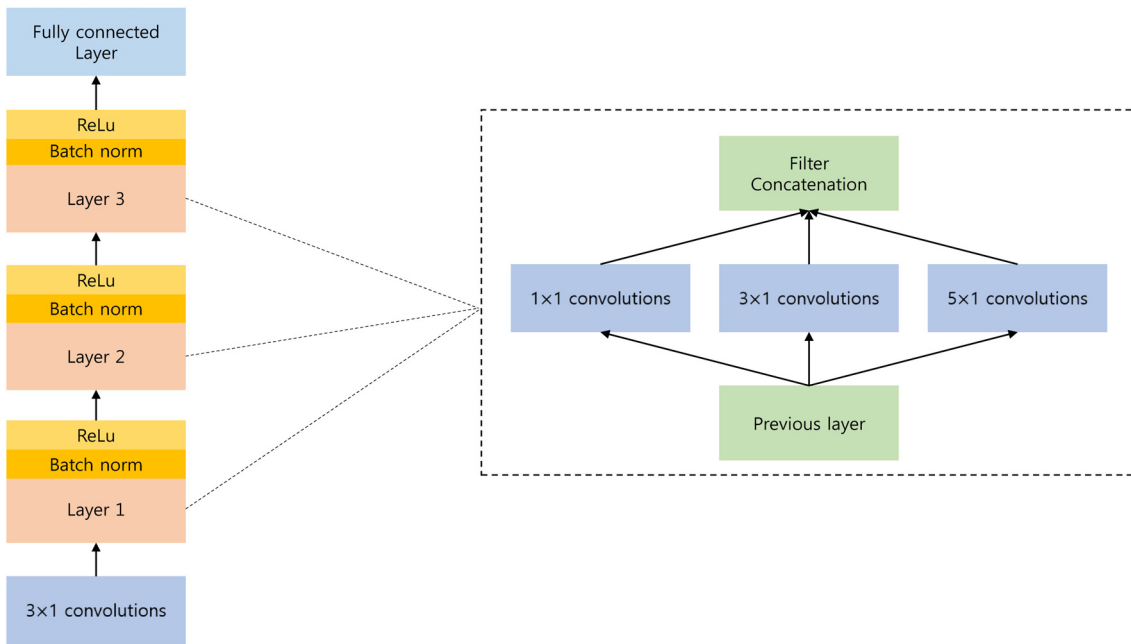 Fully connected
Layer
ReLu
Batch norm
Layer 3
ReLu
Batch norm
Layer 2
ReLu
Batch norm
Layer 1
3×1 convolutions
Filter
Concatenation
1×1 convolutions
3×1 convolutions
5×1 convolutions
Previous layer